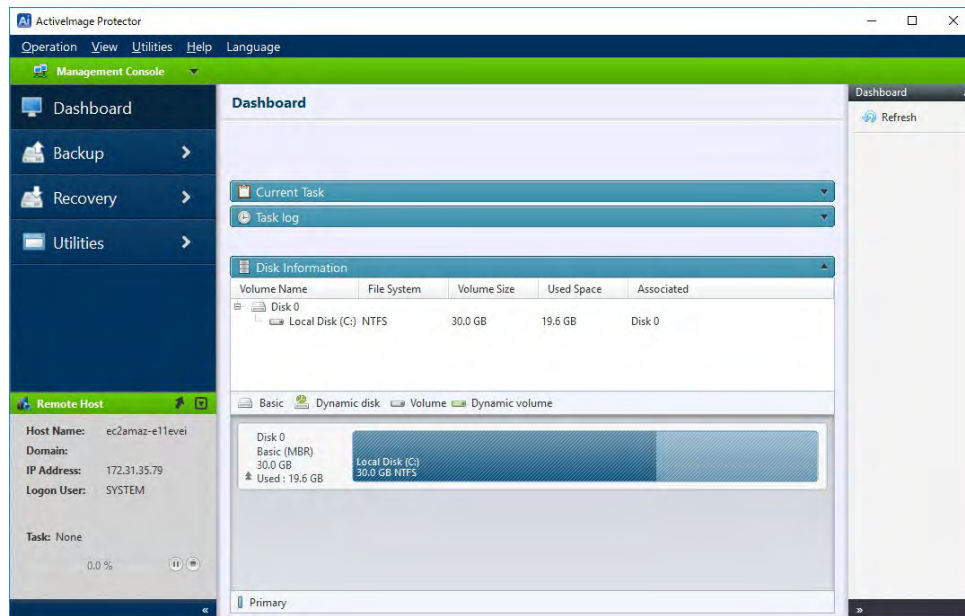 ActiveImage Protector
Operation View Utilities Help Language
Management Console
Dashboard
Backup
Recovery
Utilities
Dashboard
Current Task
Task log
Disk Information
Volume Name File System Volume Size Used Space Associated
Disk 0
Local Disk (C:) NTFS 30.0 GB 19.6 GB Disk 0
Basic Dynamic disk Volume Dynamic volume
Disk 0
Basic (MBR)
30.0 GB
Used : 19.6 GB
Local Disk (C:)
30.0 GB NTFS
Primary
Dashboard
Refresh
Remote Host
Host Name: ec2amaz-e11evei
Domain:
IP Address: 172.31.35.79
Logon User: SYSTEM
Task: None
0.0 %